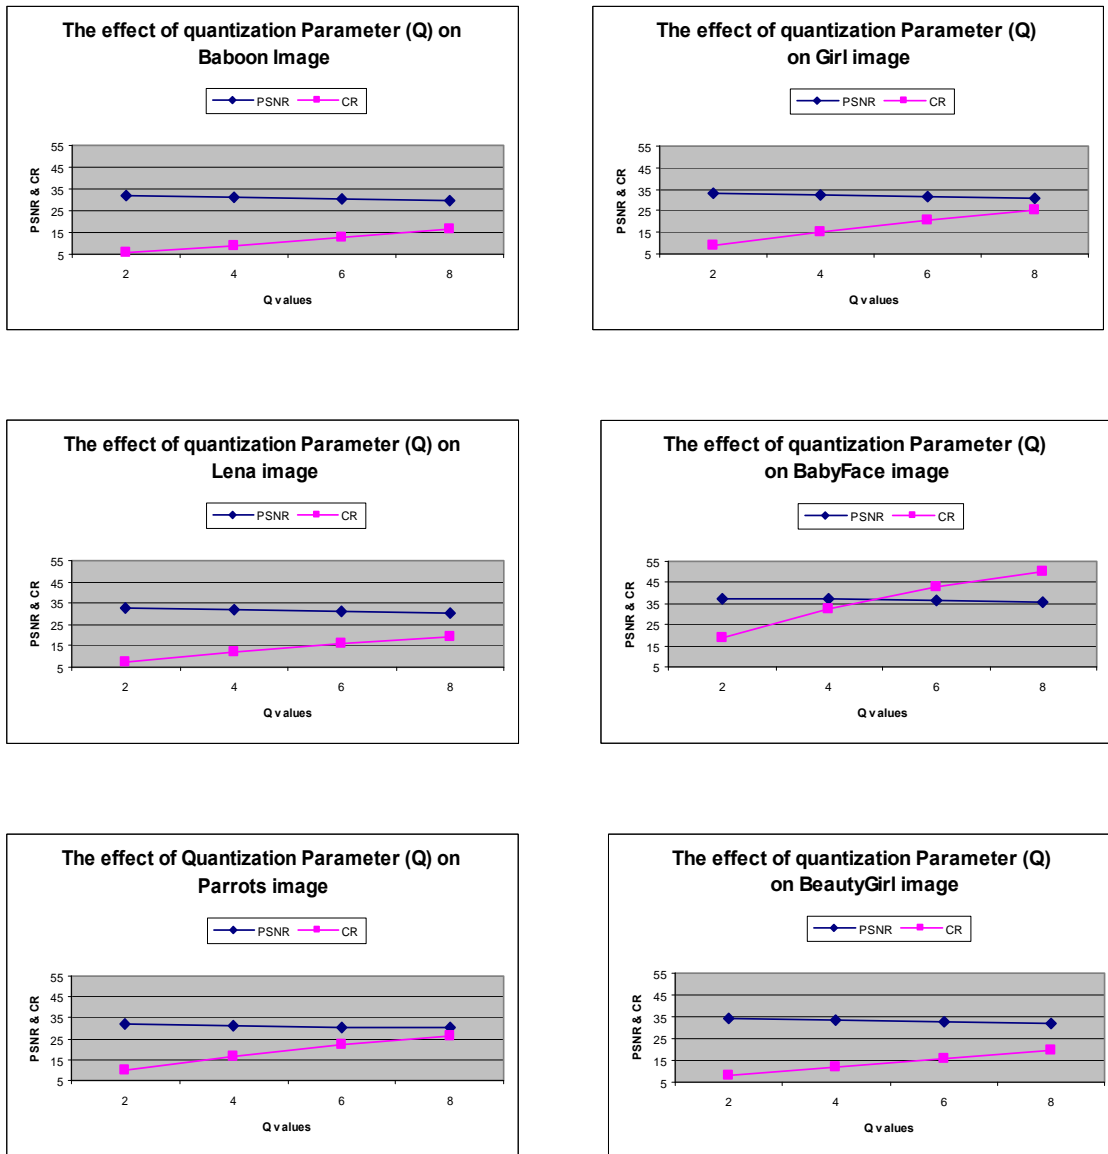 The effect of quantization Parameter (Q) on
Baboon Image
PSNR CR
55
45
35
25
15
5
PSNR & CR
2 4 6 8
Q values
The effect of quantization Parameter (Q)
on Girl image
PSNR CR
55
45
35
25
15
5
PSNR & CR
2 4 6 8
Q values
The effect of quantization Parameter (Q) on
Lena image
PSNR CR
55
45
35
25
15
5
PSNR & CR
2 4 6 8
Q values
The effect of quantization Parameter (Q)
on BabyFace image
PSNR CR
55
45
35
25
15
5
PSNR & CR
2 4 6 8
Q values
The effect of Quantization Parameter (Q) on
Parrots image
PSNR CR
55
45
35
25
15
5
PSNR & CR
2 4 6 8
Q values
The effect of quantization Parameter (Q)
on BeautyGirl image
PSNR CR
55
45
35
25
15
5
PSNR & CR
2 4 6 8
Q values